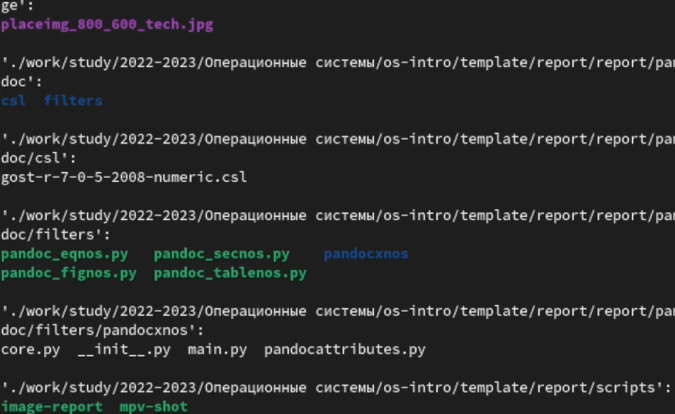 ge':
placeimg_800_600_tech.jpg
'./work/study/2022-2023/Операционные системы/os-intro/template/report/report/pan
doc':
csl filters
'./work/study/2022-2023/Операционные системы/os-intro/template/report/report/pan
doc/csl':
gost-r-7-0-5-2008-numeric.csl
'./work/study/2022-2023/Операционные системы/os-intro/template/report/report/pan
doc/filters':
pandoc_eqnos.py pandoc_secnos.py pandocxnos
pandoc_fignos.py pandoc_tablenos.py
'./work/study/2022-2023/Операционные системы/os-intro/template/report/report/pan
doc/filters/pandocxnos':
core.py __init__.py main.py pandocattributes.py
'./work/study/2022-2023/Операционные системы/os-intro/template/report/scripts':
image-report mpv-shot